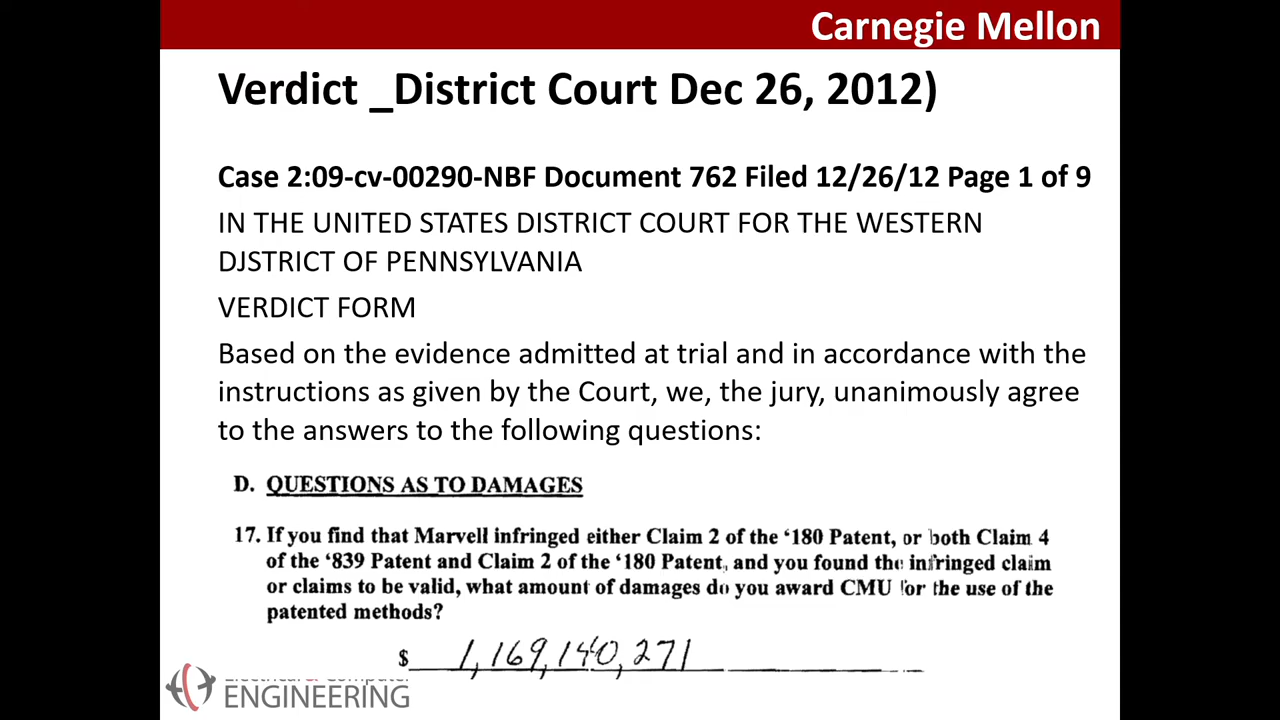 Carnegie Mellon
Verdict _District Court Dec 26, 2012)
Case 2:09-cv-00290-NBF Document 762 Filed 12/26/12 Page 1 of 9
IN THE UNITED STATES DISTRICT COURT FOR THE WESTERN
DJSTRICT OF PENNSYLVANIA
VERDICT FORM
Based on the evidence admitted at trial and in accordance with the
instructions as given by the Court, we, the jury, unanimously agree
to the answers to the following questions:
D. QUESTIONS AS TO DAMAGES
17. If you find that Marvell infringed either Claim 2 of the ‘180 Patent, or both Claim 4
of the ‘839 Patent and Claim 2 of the ‘180 Patent, and you found the infringed claim
or claims to be valid, what amount of damages do you award CMU for the use of the
patented methods?
$ 1,169,140,271
Electrical & Computer
ENGINEERING